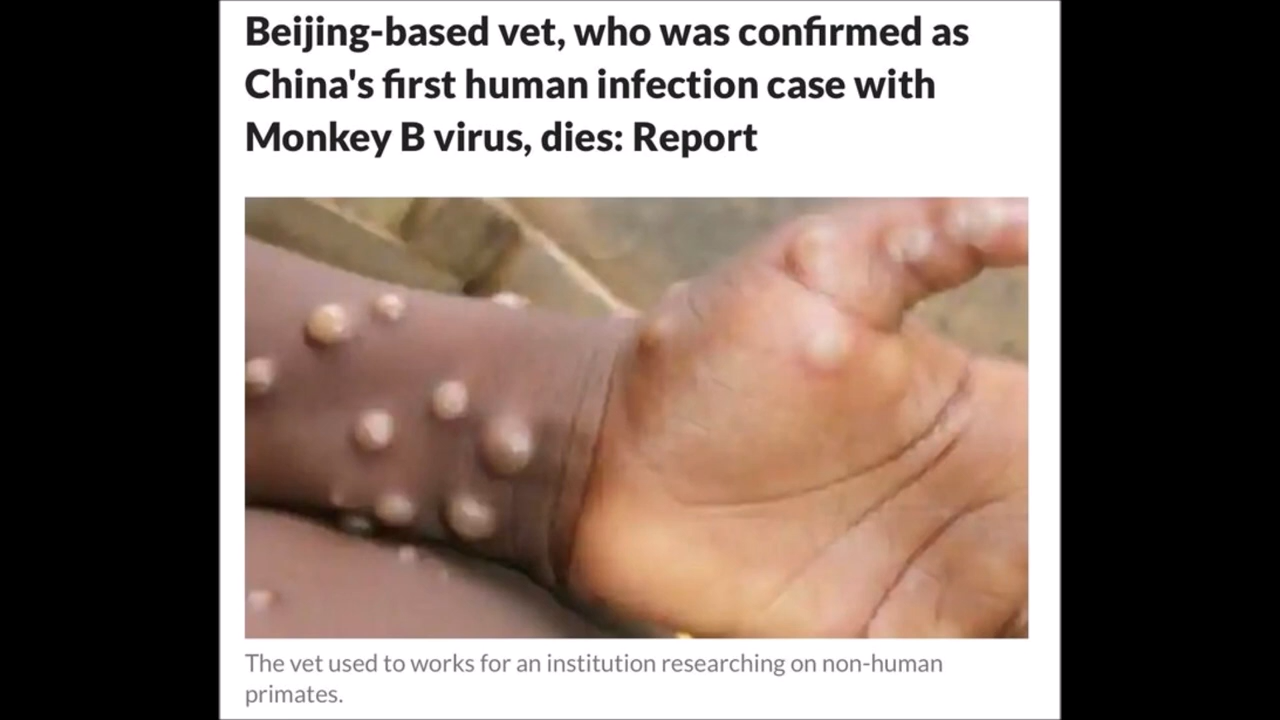 Beijing-based vet, who was confirmed as
China's first human infection case with
Monkey B virus, dies: Report
The vet used to works for an institution researching on non-human
primates.